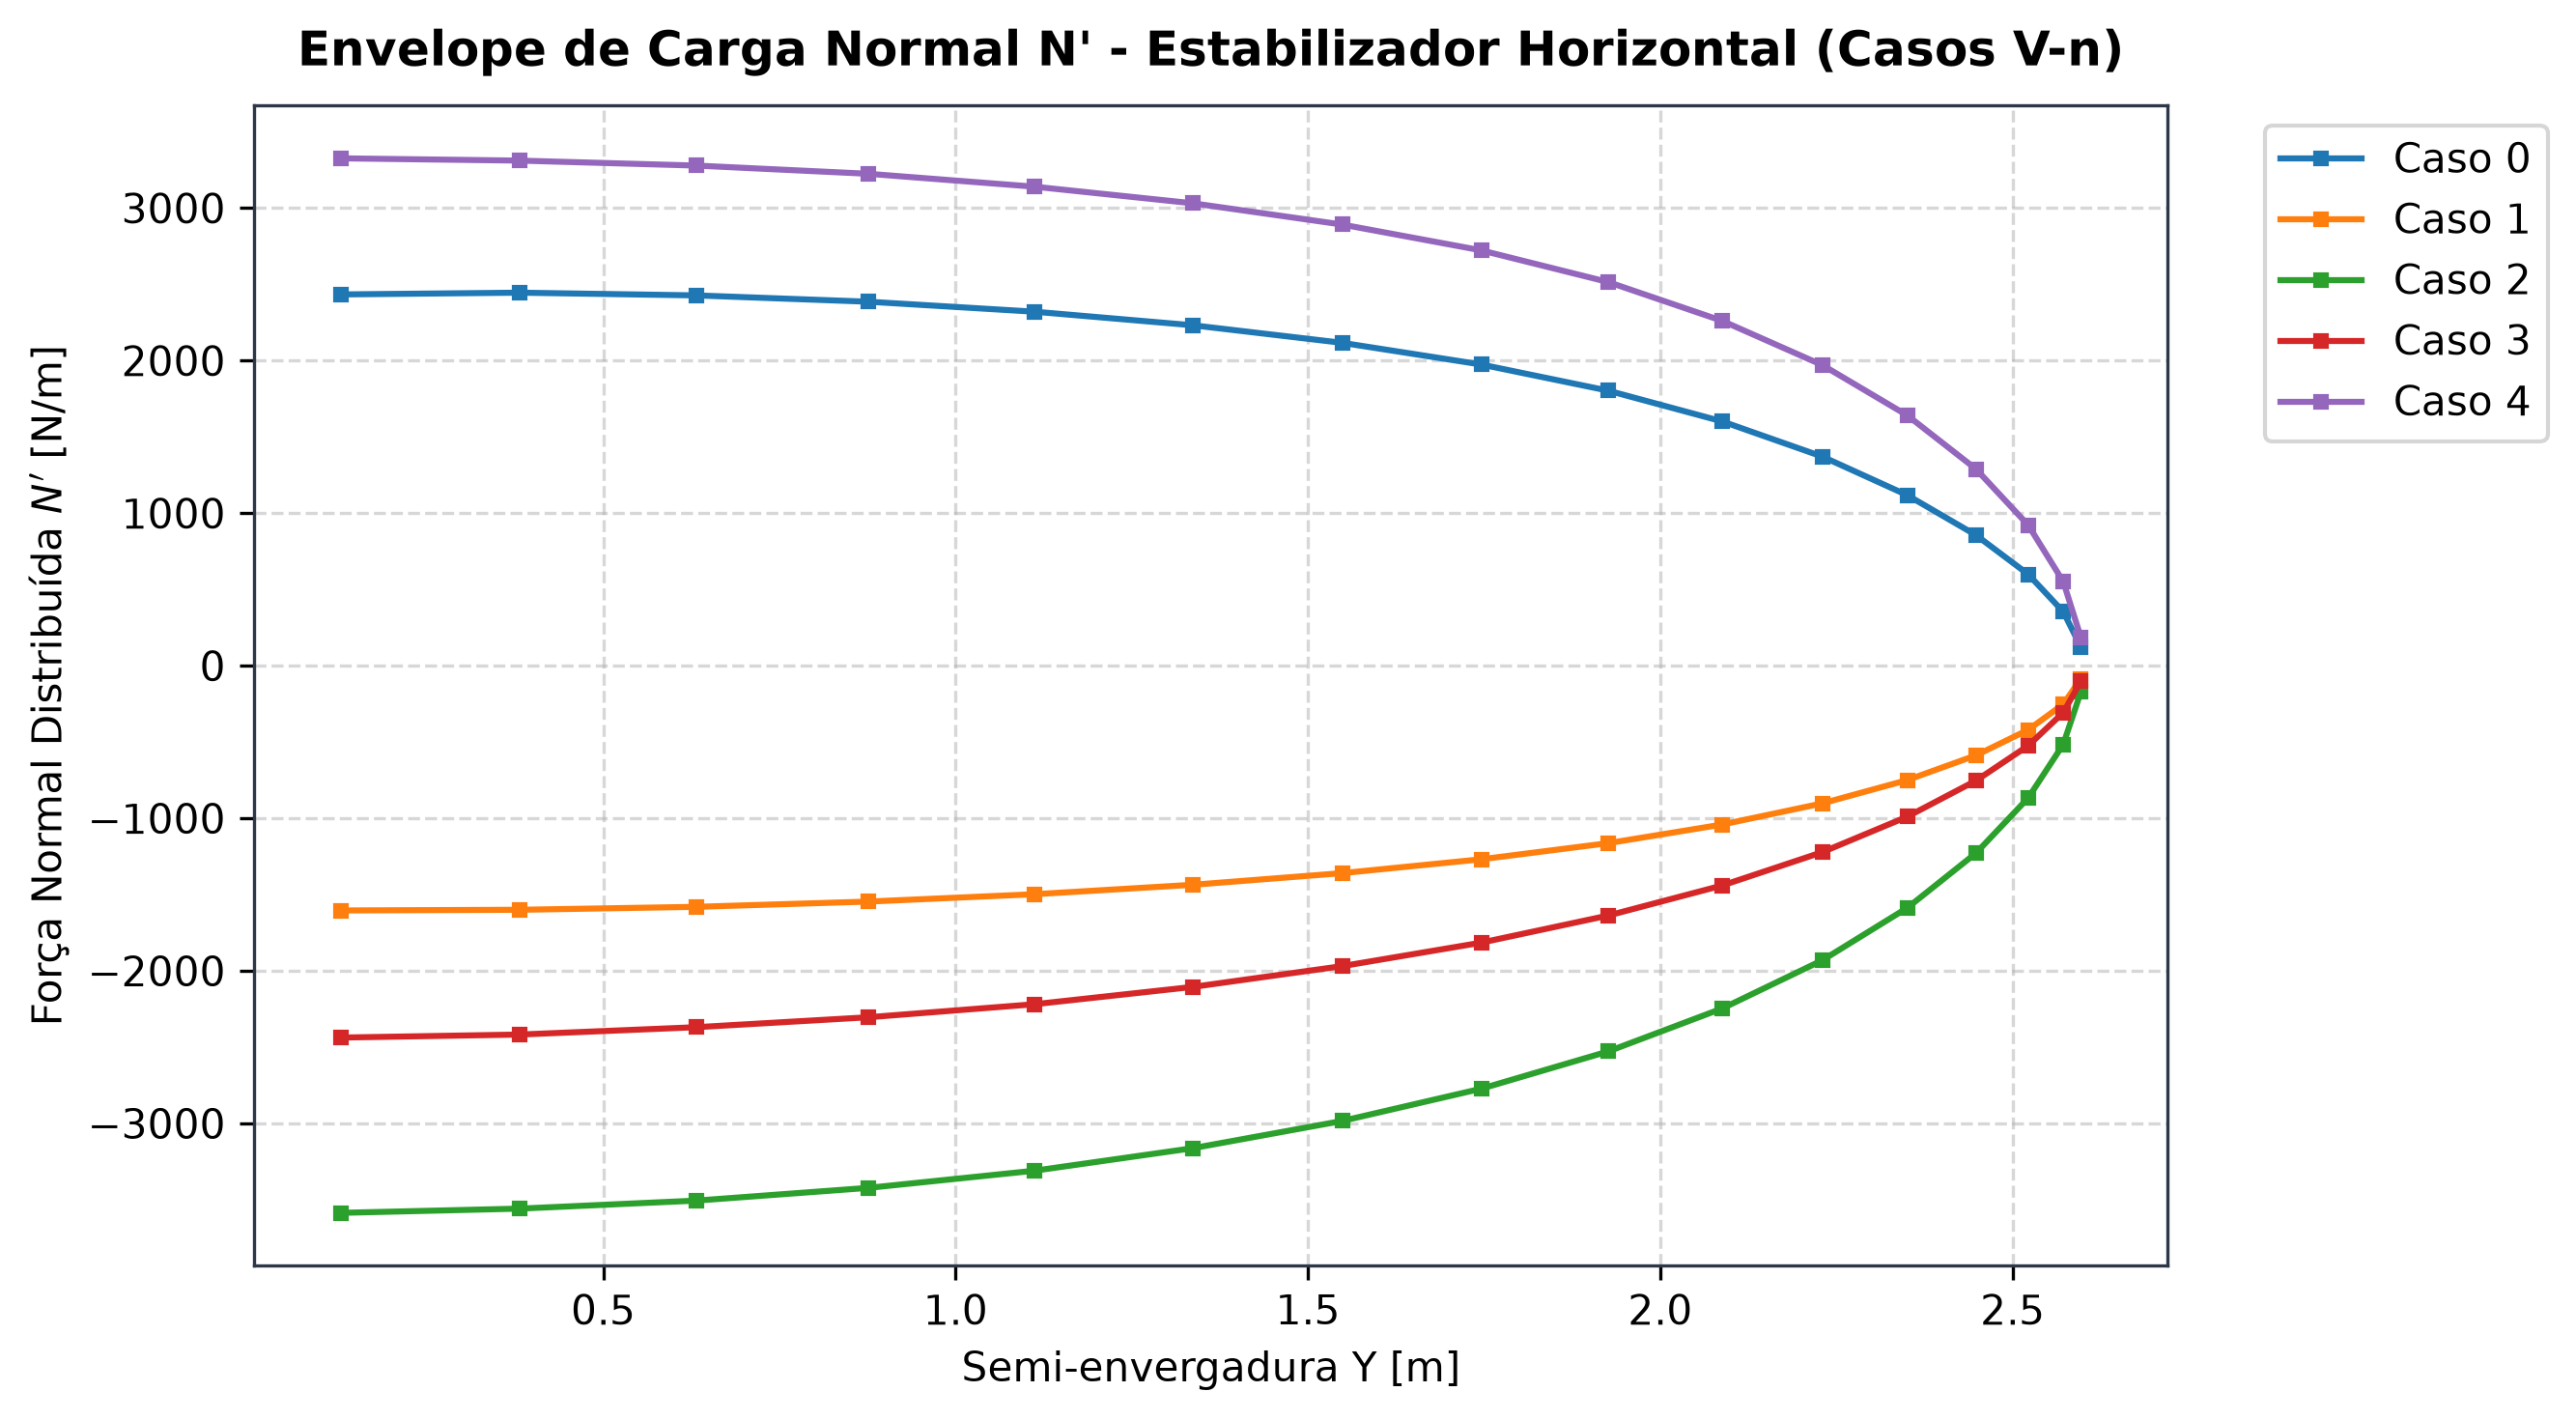 Envelope de Carga Normal N' - Estabilizador Horizontal (Casos V-n)
Força Normal Distribuída N′ [N/m]
3000
2000
1000
0
−1000
−2000
−3000
0.5 1.0 1.5 2.0 2.5
Semi-envergadura Y [m]
Caso 0
Caso 1
Caso 2
Caso 3
Caso 4